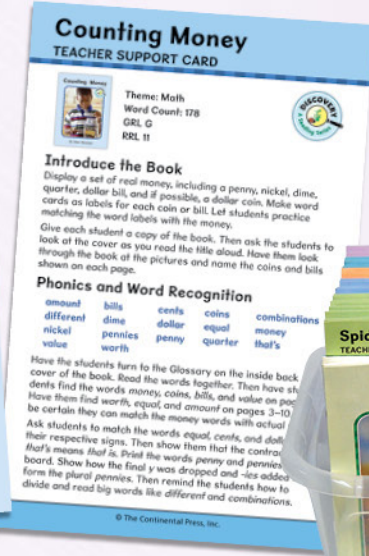 Counting Money
TEACHER SUPPORT CARD
Counting Money
Theme: Math
Word Count: 178
GRL G
RRL 11
DISCOVERY
Introduce the Book
Display a set of real money, including a penny, nickel, dime,
quarter, dollar bill, and if possible, a dollar coin. Make word
cards as labels for each coin or bill. Let students practice
matching the word labels with the money.
Give each student a copy of the book. Then ask the students to
look at the cover as you read the title aloud. Have them look
through the book at the pictures and name the coins and bills
shown on each page.
Phonics and Word Recognition
amount bills cents coins combinations
different dime dollar equal money
nickel pennies penny quarter that's
value worth
Have the students turn to the Glossary on the inside back
cover of the book. Read the words together. Then have stu
dents find the words money, coins, bills, and value on pag
Have them find worth, equal, and amount on pages 3–10.
be certain they can match the money words with actual
Ask students to match the words equal, cents, and doll
their respective signs. Then show them that the contrac
that's means that is. Print the words penny and pennies
board. Show how the final y was dropped and -ies added
form the plural pennies. Then remind the students how to
divide and read big words like different and combinations.
© The Continental Press, Inc.
Spid
TEACHE